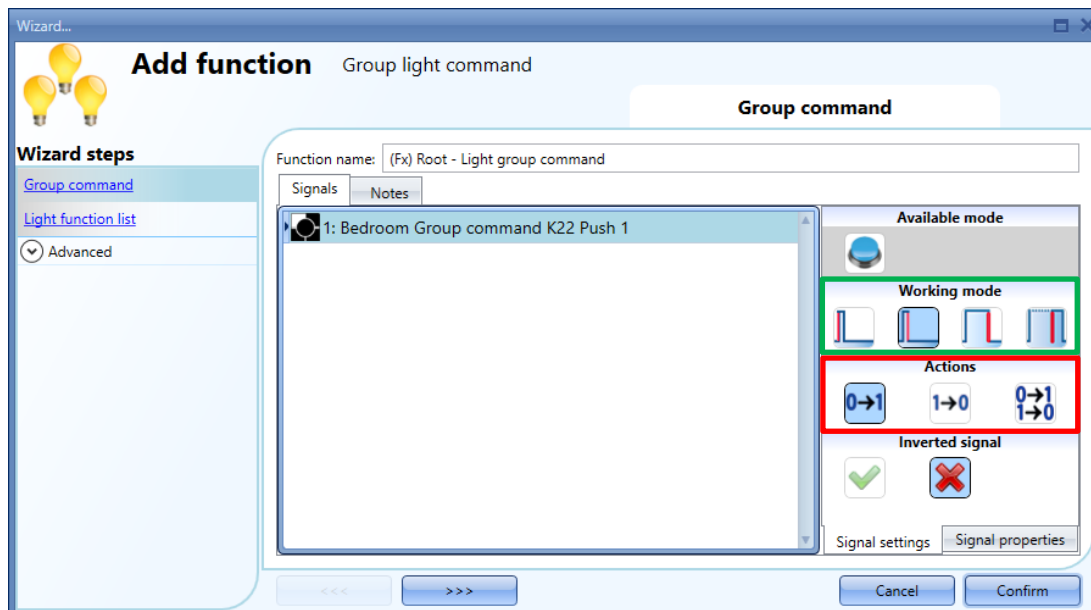 Wizard...
Add function Group light command
Group command
Wizard steps
Group command
Light function list
Advanced
Function name: (Fx) Root - Light group command
Signals Notes
1: Bedroom Group command K22 Push 1
Available mode
Working mode
Actions
0→1 1→0 0→1
1→0
Inverted signal
Signal settings Signal properties
<<< >>> Cancel Confirm